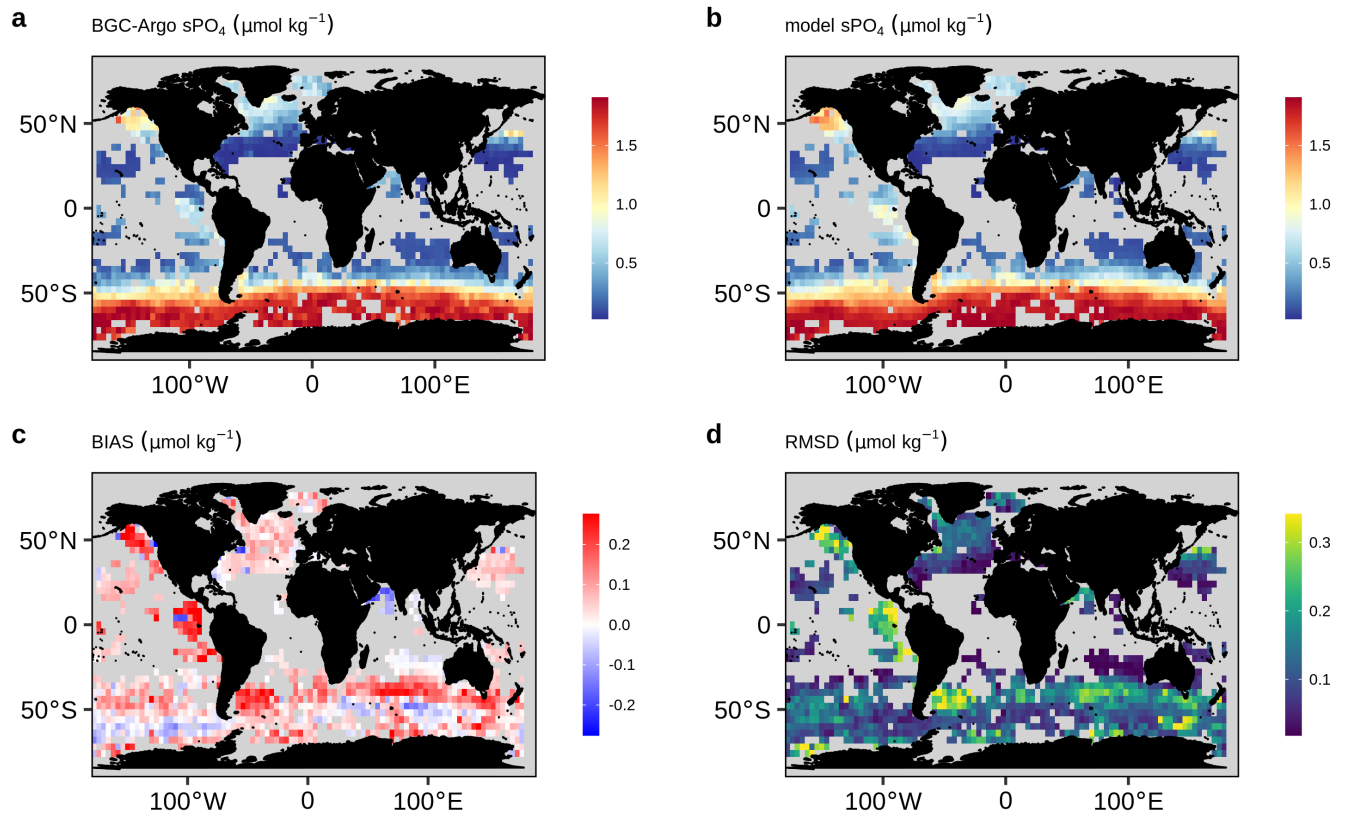 a
BGC-Argo sPO₄ (µmol kg⁻¹)
50°N
0
50°S
100°W
0
100°E
1.5
1.0
0.5
b
model sPO₄ (µmol kg⁻¹)
50°N
0
50°S
100°W
0
100°E
1.5
1.0
0.5
c
BIAS (µmol kg⁻¹)
50°N
0
50°S
100°W
0
100°E
0.2
0.1
0.0
-0.1
-0.2
d
RMSD (µmol kg⁻¹)
50°N
0
50°S
100°W
0
100°E
0.3
0.2
0.1